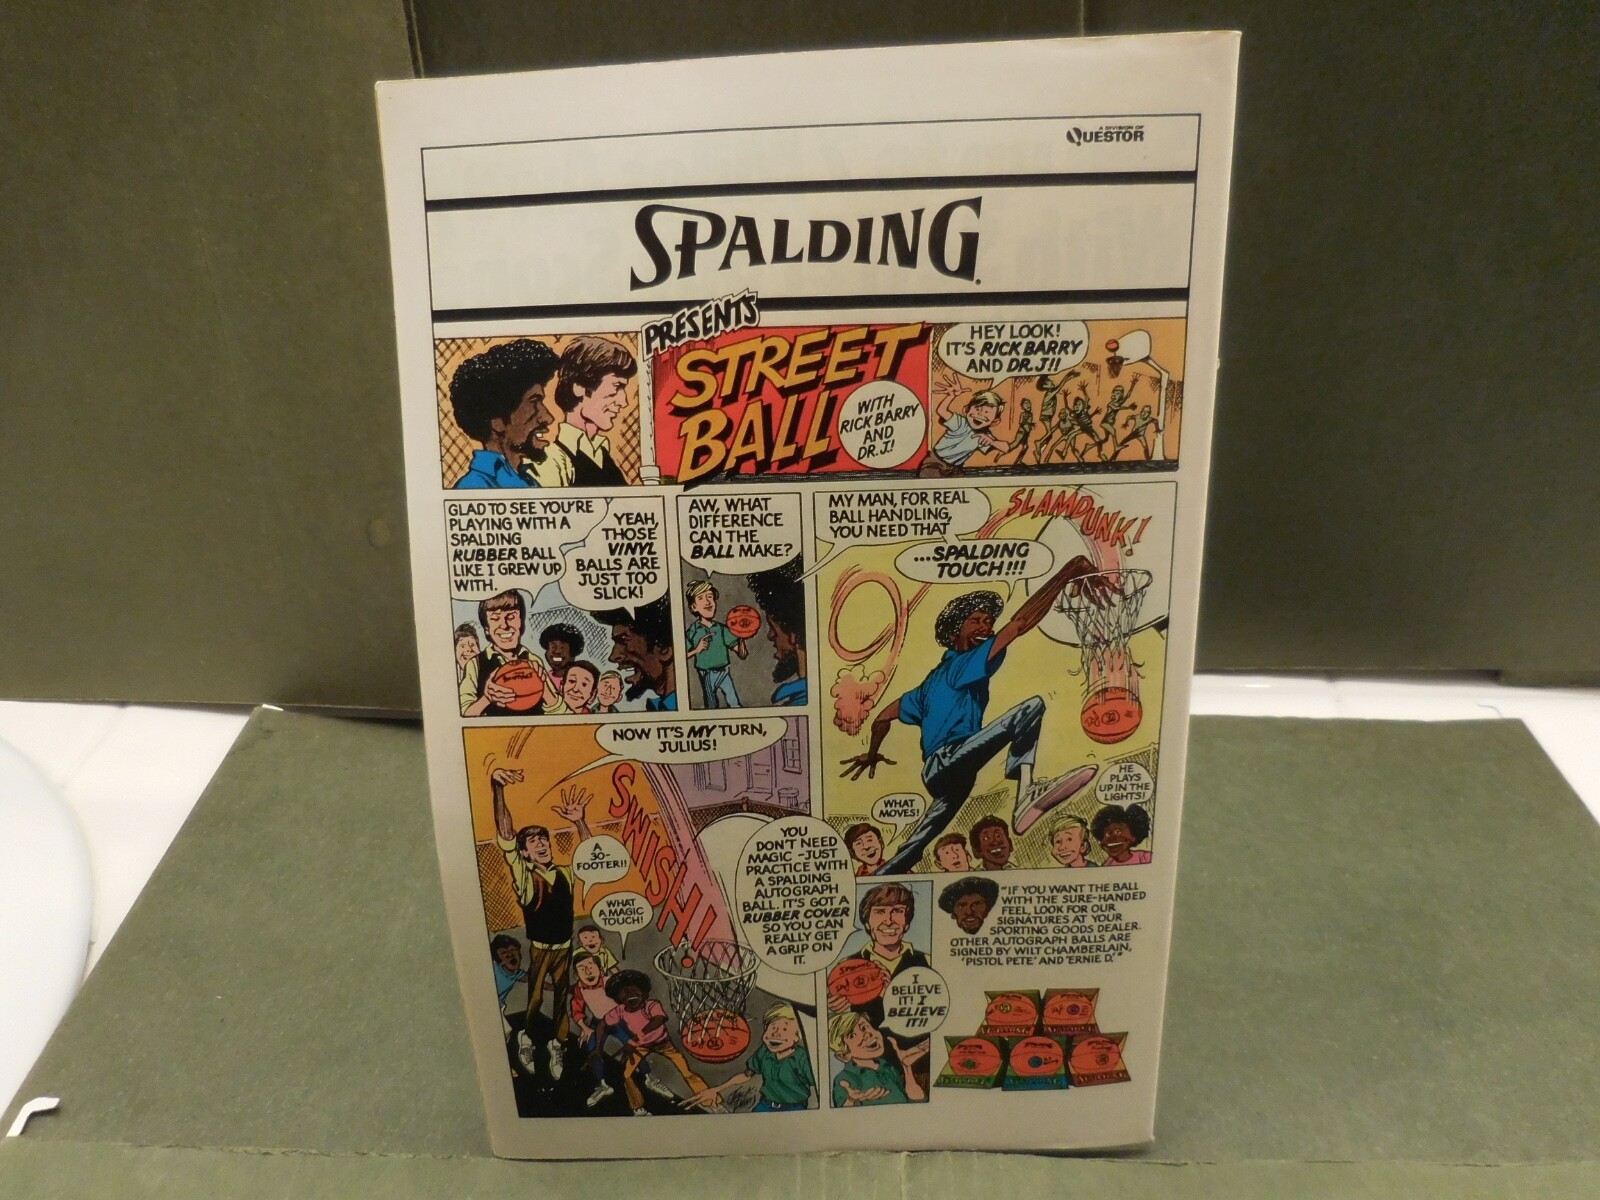 A DIVISION OF
QUESTOR
SPALDING
PRESENTS
STREET
BALL
WITH
RICK BARRY
AND
DR. J!
HEY LOOK!
IT'S RICK BARRY
AND DR. J!!
GLAD TO SEE YOU'RE
PLAYING WITH A
SPALDING
RUBBER BALL
LIKE I GREW UP
WITH.
YEAH,
THOSE
VINYL
BALLS ARE
JUST TOO
SLICK!
AW, WHAT
DIFFERENCE
CAN THE
BALL MAKE?
MY MAN, FOR REAL
BALL HANDLING,
YOU NEED THAT
...SPALDING
TOUCH!!!
SLAM DUNK!
WHAT
MOVES!
HE
PLAYS
UP IN THE
LIGHTS!
NOW IT'S MY TURN,
JULIUS!
SWISH!
A
30-
FOOTER!!
WHAT
A MAGIC
TOUCH!
YOU
DON'T NEED
MAGIC -JUST
PRACTICE WITH
A SPALDING
AUTOGRAPH
BALL. IT'S GOT A
RUBBER COVER
SO YOU CAN
REALLY GET
A GRIP ON
IT.
I
BELIEVE
IT! I
BELIEVE
IT!!
"IF YOU WANT THE BALL
WITH THE SURE-HANDED
FEEL, LOOK FOR OUR
SIGNATURES AT YOUR
SPORTING GOODS DEALER.
OTHER AUTOGRAPH BALLS ARE
SIGNED BY WILT CHAMBERLAIN,
'PISTOL PETE' AND 'ERNIE D.'"